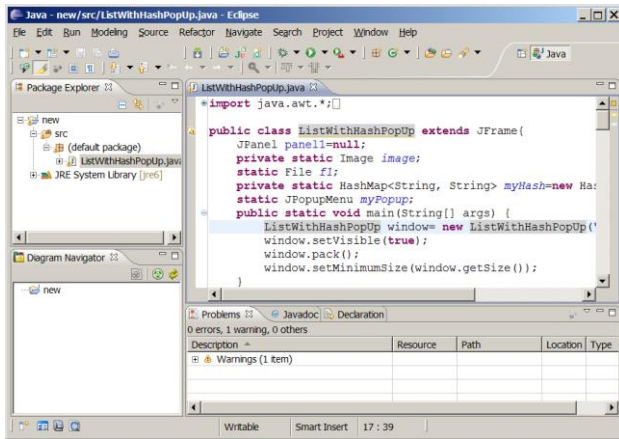 Java - new/src/ListWithHashPopUp.java - Eclipse
File Edit Run Modeling Source Refactor Navigate Search Project Window Help
Java
Package Explorer
new
src
(default package)
ListWithHashPopUp.java
JRE System Library [jre6]
Diagram Navigator
new
ListWithHashPopUp.java
import java.awt.*;
public class ListWithHashPopUp extends JFrame{
JPanel panel1=null;
private static Image image;
static File f1;
private static HashMap<String, String> myHash=new Has
static JPopupMenu myPopup;
public static void main(String[] args) {
ListWithHashPopUp window= new ListWithHashPopUp("
window.setVisible(true);
window.pack();
window.setMinimumSize(window.getSize());
}
Problems Javadoc Declaration
0 errors, 1 warning, 0 others
Description Resource Path Location Type
Warnings (1 item)
Writable Smart Insert 17 : 39